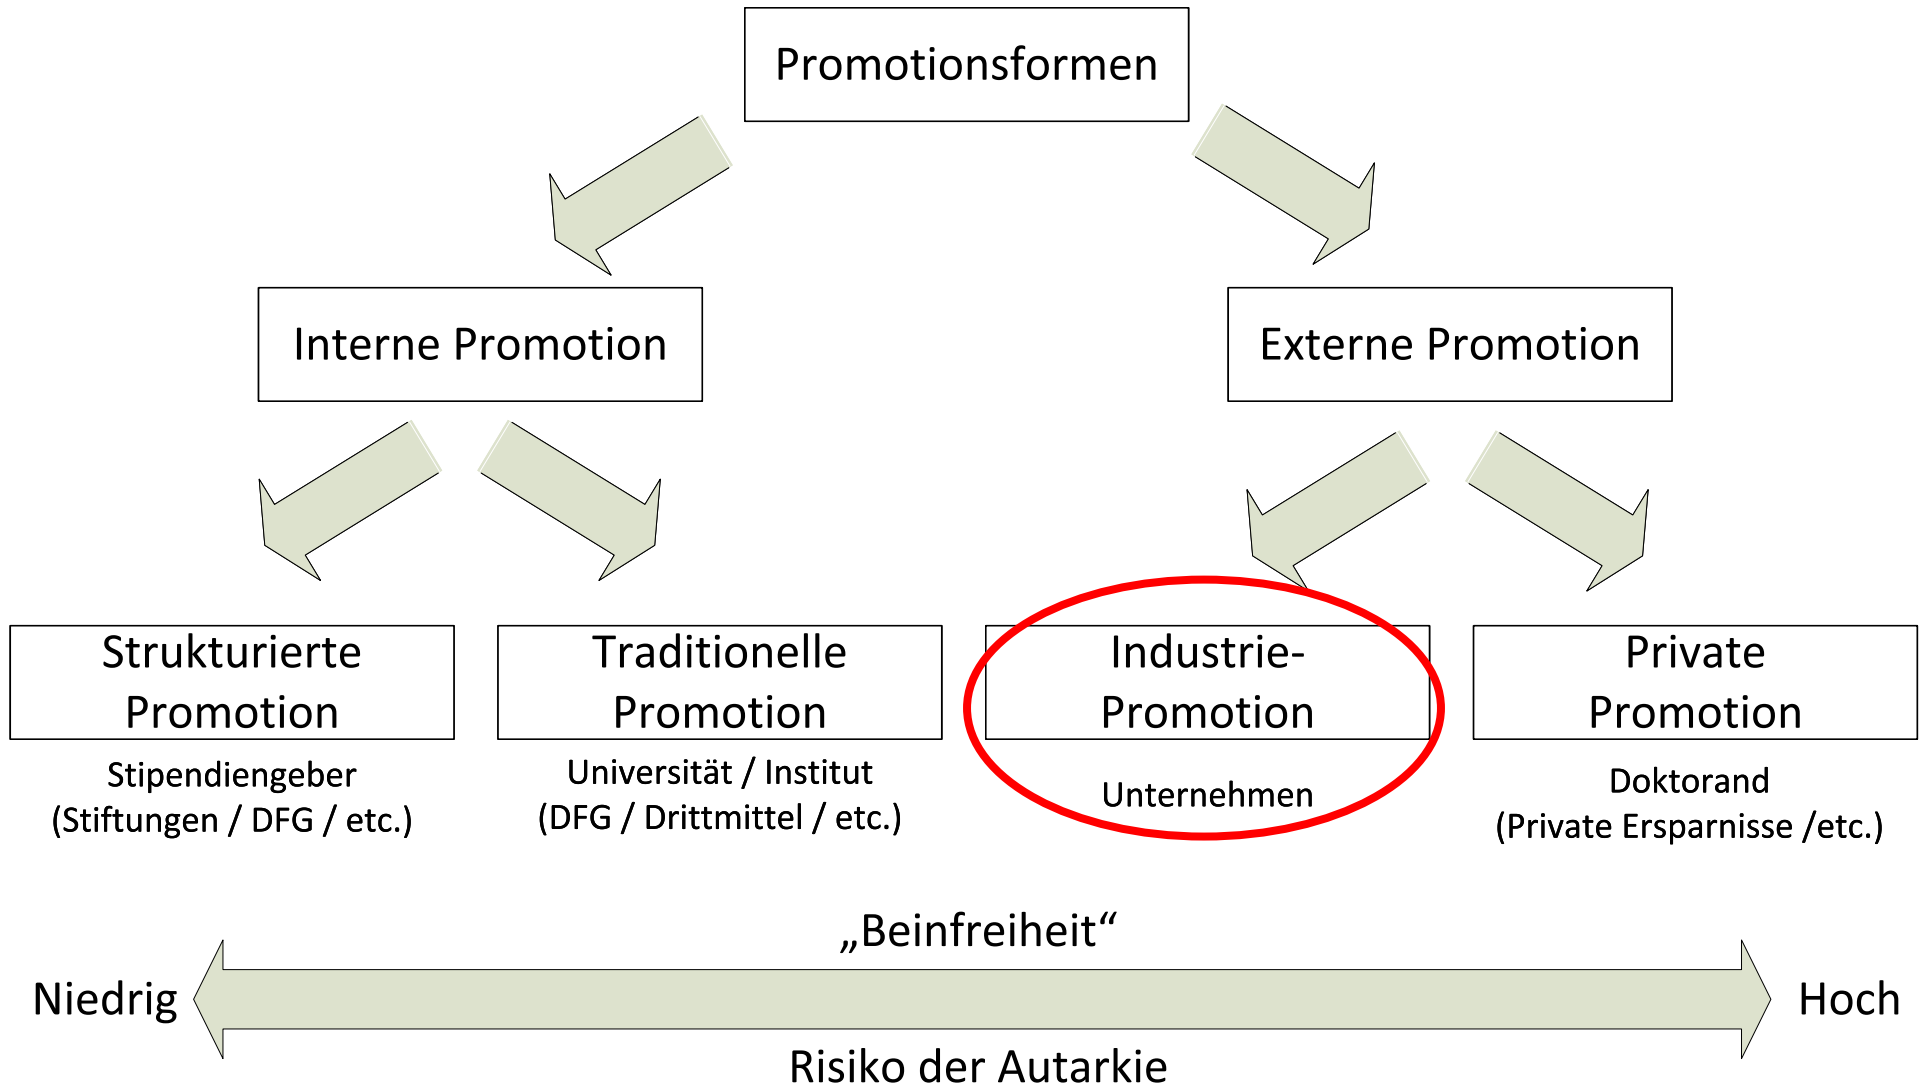 Promotionsformen
Interne Promotion
Externe Promotion
Strukturierte
Promotion
Stipendiengeber
(Stiftungen / DFG / etc.)
Traditionelle
Promotion
Universität / Institut
(DFG / Drittmittel / etc.)
Industrie-
Promotion
Unternehmen
Private
Promotion
Doktorand
(Private Ersparnisse /etc.)
„Beinfreiheit“
Niedrig
Hoch
Risiko der Autarkie